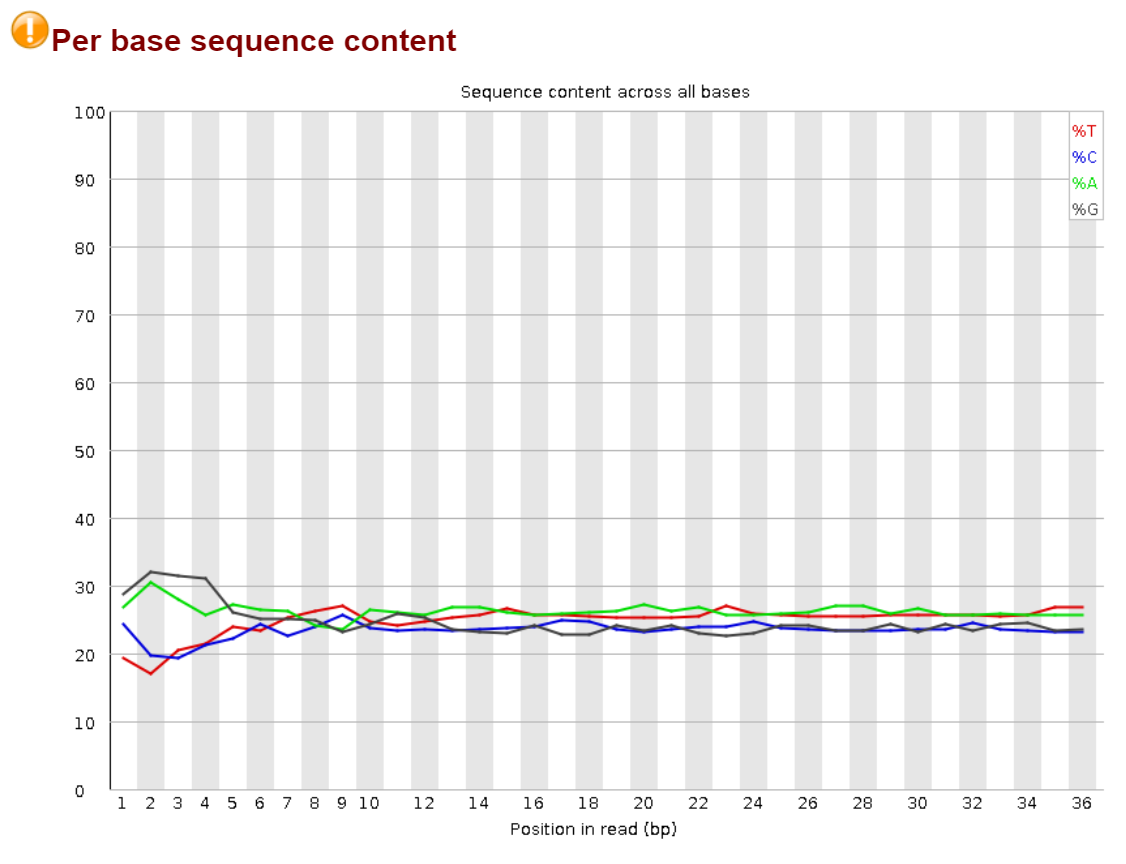 Per base sequence content
Sequence content across all bases
100
90
80
70
60
50
40
30
20
10
0
%T
%C
%A
%G
1 2 3 4 5 6 7 8 9 10 12 14 16 18 20 22 24 26 28 30 32 34 36
Position in read (bp)